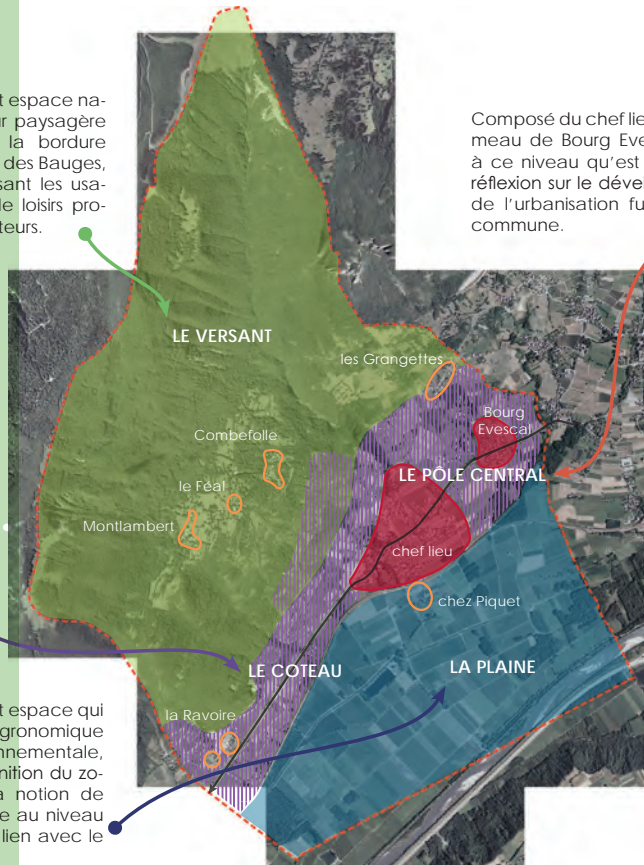 t espace na-
r paysagère
la bordure
des Bauges,
sant les usa-
le loisirs pro-
teurs.
Composé du chef lie
meau de Bourg Eve
à ce niveau qu'est
réflexion sur le déve
de l'urbanisation fu
commune.
LE VERSANT
les Grangettes
Bourg
Evescal
Combefolle
LE PÔLE CENTRAL
le Féal
Montlambert
chef lieu
chez Piquet
LE COTEAU
LA PLAINE
la Ravoire
t espace qui
gronomique
nnementale,
nition du zo-
a notion de
e au niveau
lien avec le